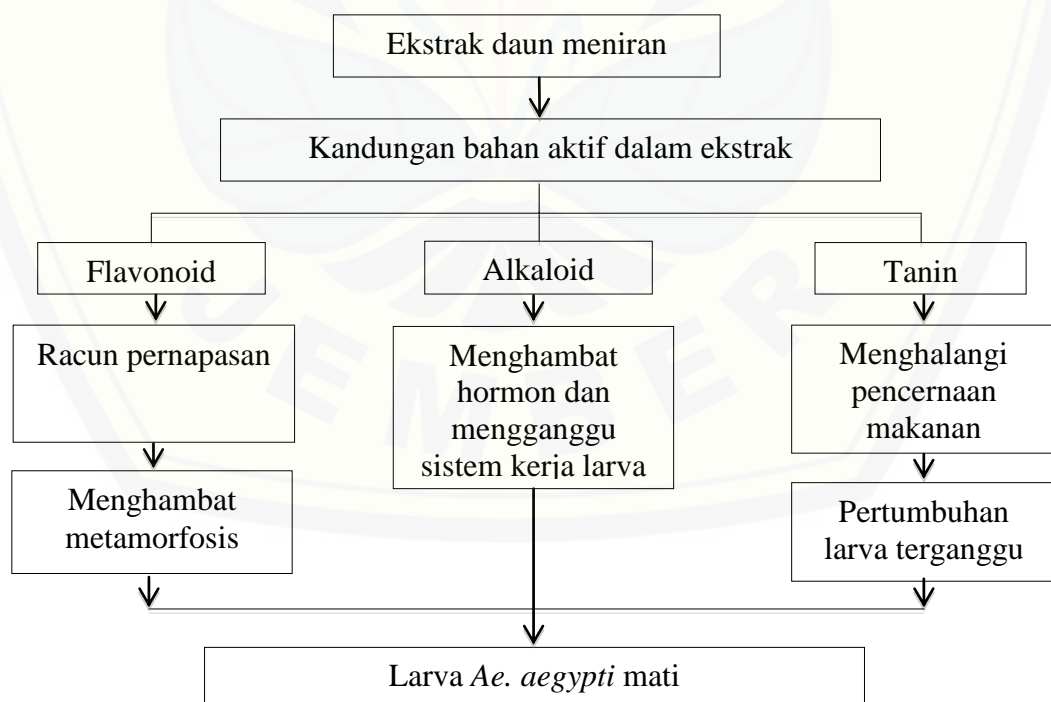 Ekstrak daun meniran
Kandungan bahan aktif dalam ekstrak
Flavonoid
Alkaloid
Tanin
Racun pernapasan
Menghambat
hormon dan
mengganggu
sistem kerja larva
Menghalangi
pencernaan
makanan
Menghambat
metamorfosis
Pertumbuhan
larva terganggu
Larva Ae. aegypti mati
JEMBER